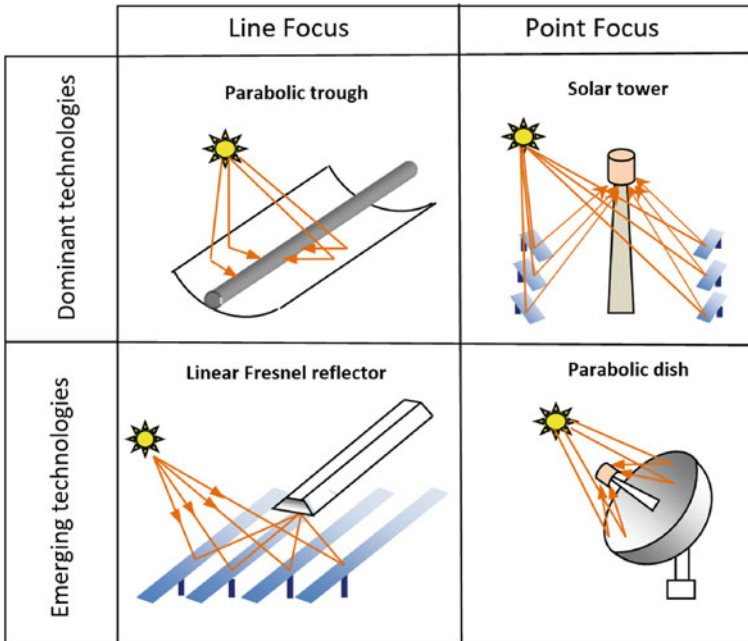 Line Focus
Point Focus
Dominant technologies
Parabolic trough
Solar tower
Emerging technologies
Linear Fresnel reflector
Parabolic dish